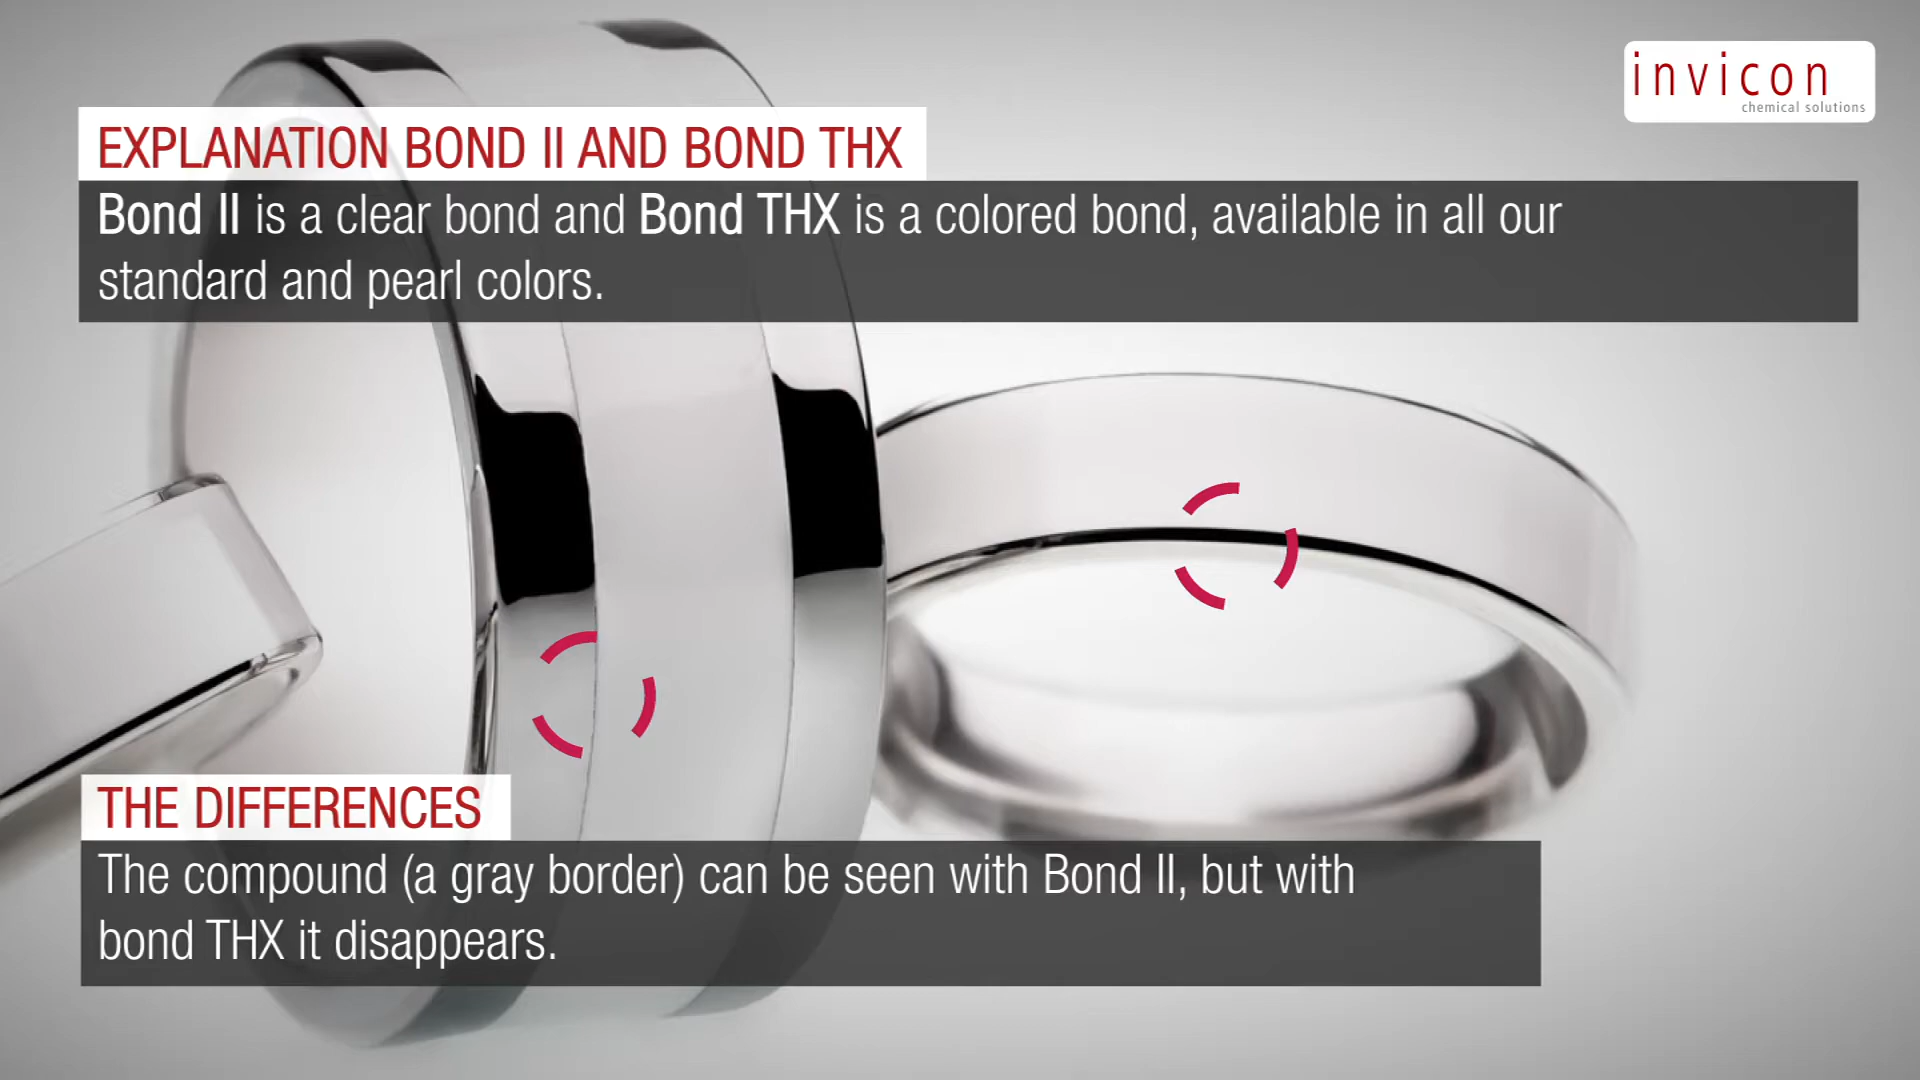 invicon
chemical solutions
EXPLANATION BOND II AND BOND THX
Bond II is a clear bond and Bond THX is a colored bond, available in all our
standard and pearl colors.
THE DIFFERENCES
The compound (a gray border) can be seen with Bond II, but with
bond THX it disappears.